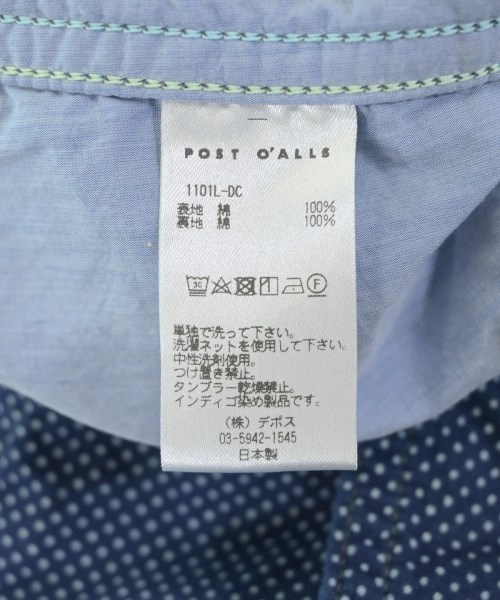 POST O'ALLS
1101L-DC
表地 綿 100%
裏地 綿 100%
30
F
単独で洗って下さい。
洗濯ネットを使用して下さい。
中性洗剤使用。
つけ置き禁止。
タンブラー乾燥禁止。
インディゴ染め製品です。
(株) デポス
03-5942-1545
日本製